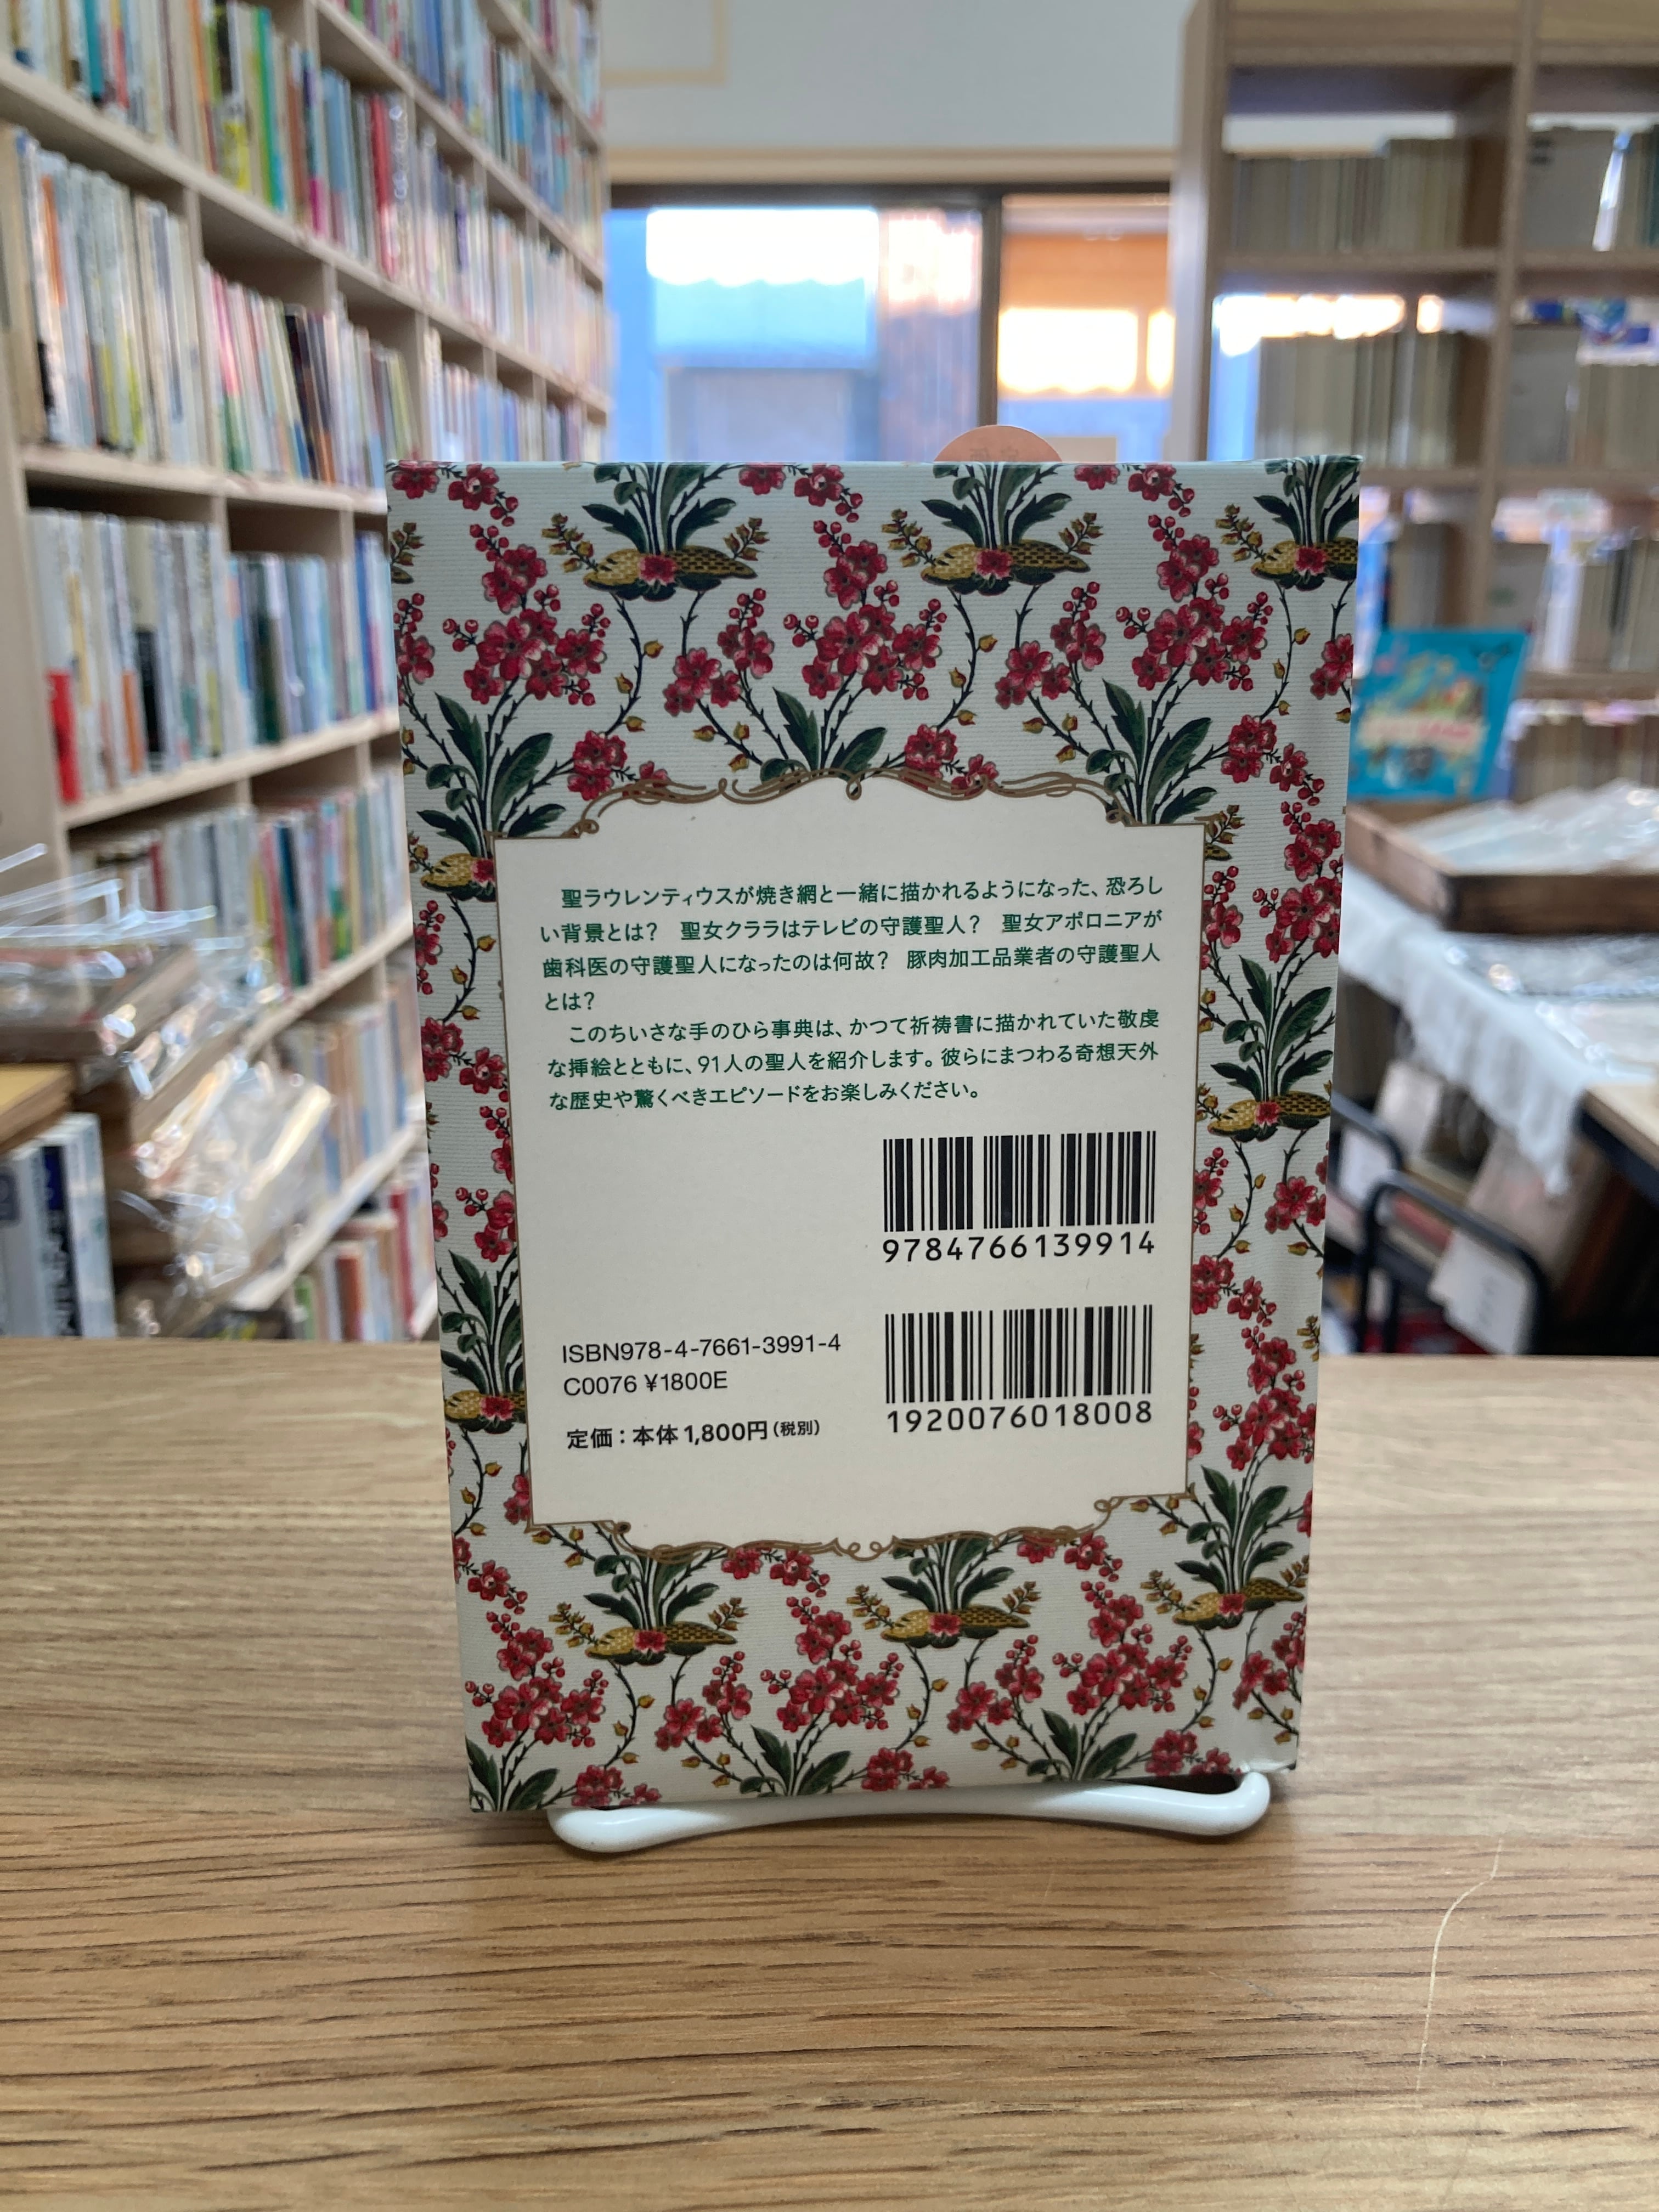 聖ラウレンティウスが焼き網と一緒に描かれるようになった、恐ろし
い背景とは？　聖女クララはテレビの守護聖人？　聖女アポロニアが
歯科医の守護聖人になったのは何故？　豚肉加工品業者の守護聖人
とは？
このちいさな手のひら事典は、かつて祈祷書に描かれていた敬虔
な挿絵とともに、91人の聖人を紹介します。彼らにまつわる奇想天外
な歴史や驚くべきエピソードをお楽しみください。
9784766139914
ISBN978-4-7661-3991-4
C0076 ¥1800E
定価：本体1,800円（税別）
1920076018008